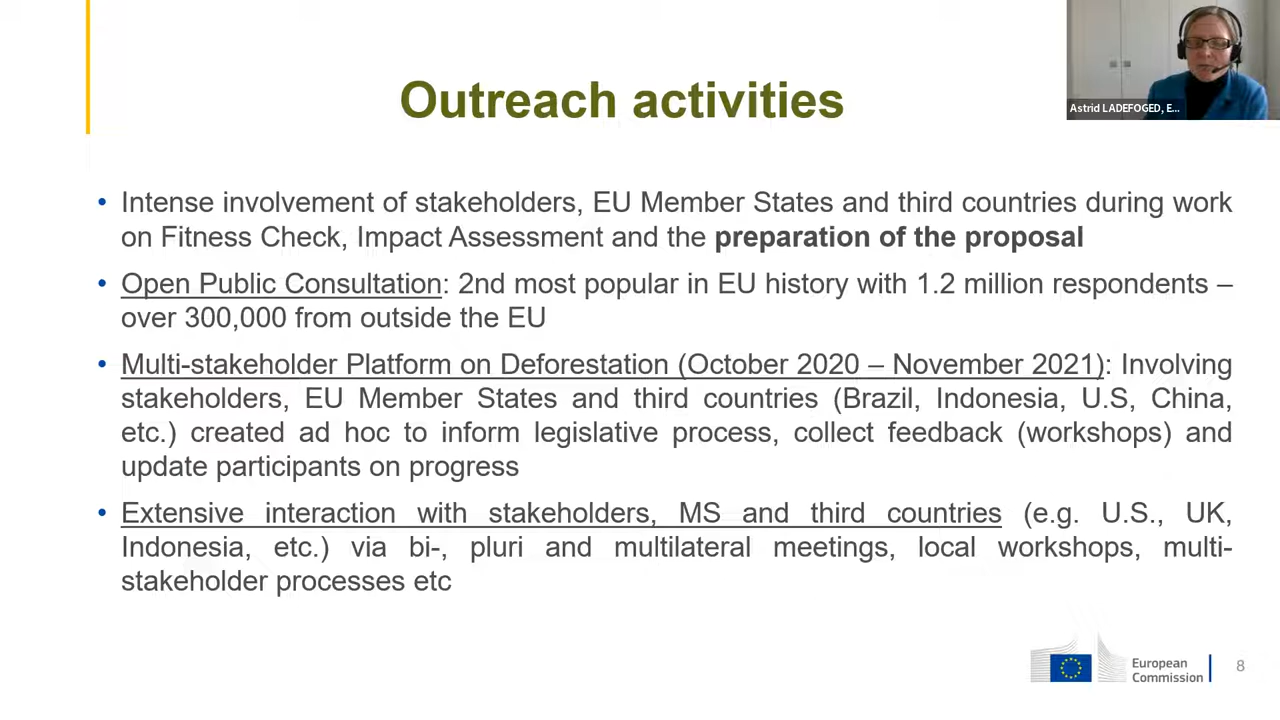 Outreach activities
Astrid LADEFOGED, E...
• Intense involvement of stakeholders, EU Member States and third countries during work
on Fitness Check, Impact Assessment and the preparation of the proposal
• Open Public Consultation: 2nd most popular in EU history with 1.2 million respondents –
over 300,000 from outside the EU
• Multi-stakeholder Platform on Deforestation (October 2020 – November 2021): Involving
stakeholders, EU Member States and third countries (Brazil, Indonesia, U.S, China,
etc.) created ad hoc to inform legislative process, collect feedback (workshops) and
update participants on progress
• Extensive interaction with stakeholders, MS and third countries (e.g. U.S., UK,
Indonesia, etc.) via bi-, pluri and multilateral meetings, local workshops, multi-
stakeholder processes etc
European
Commission
8